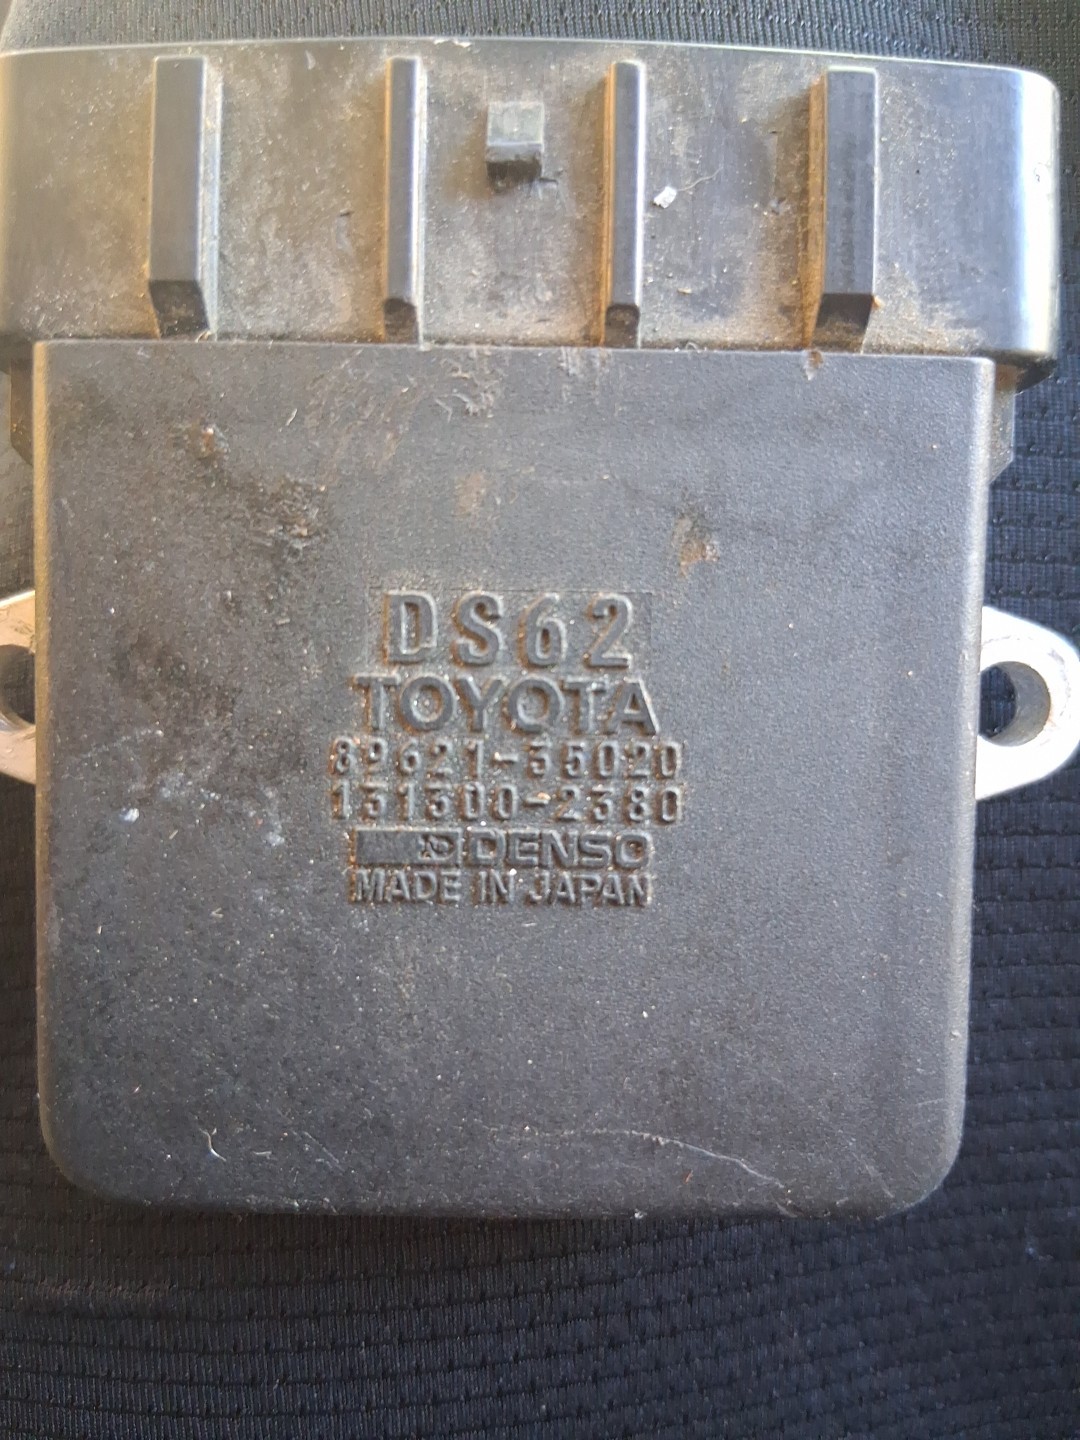 DS62
TOYOTA
89621-35020
131300-2380
DENSO
MADE IN JAPAN